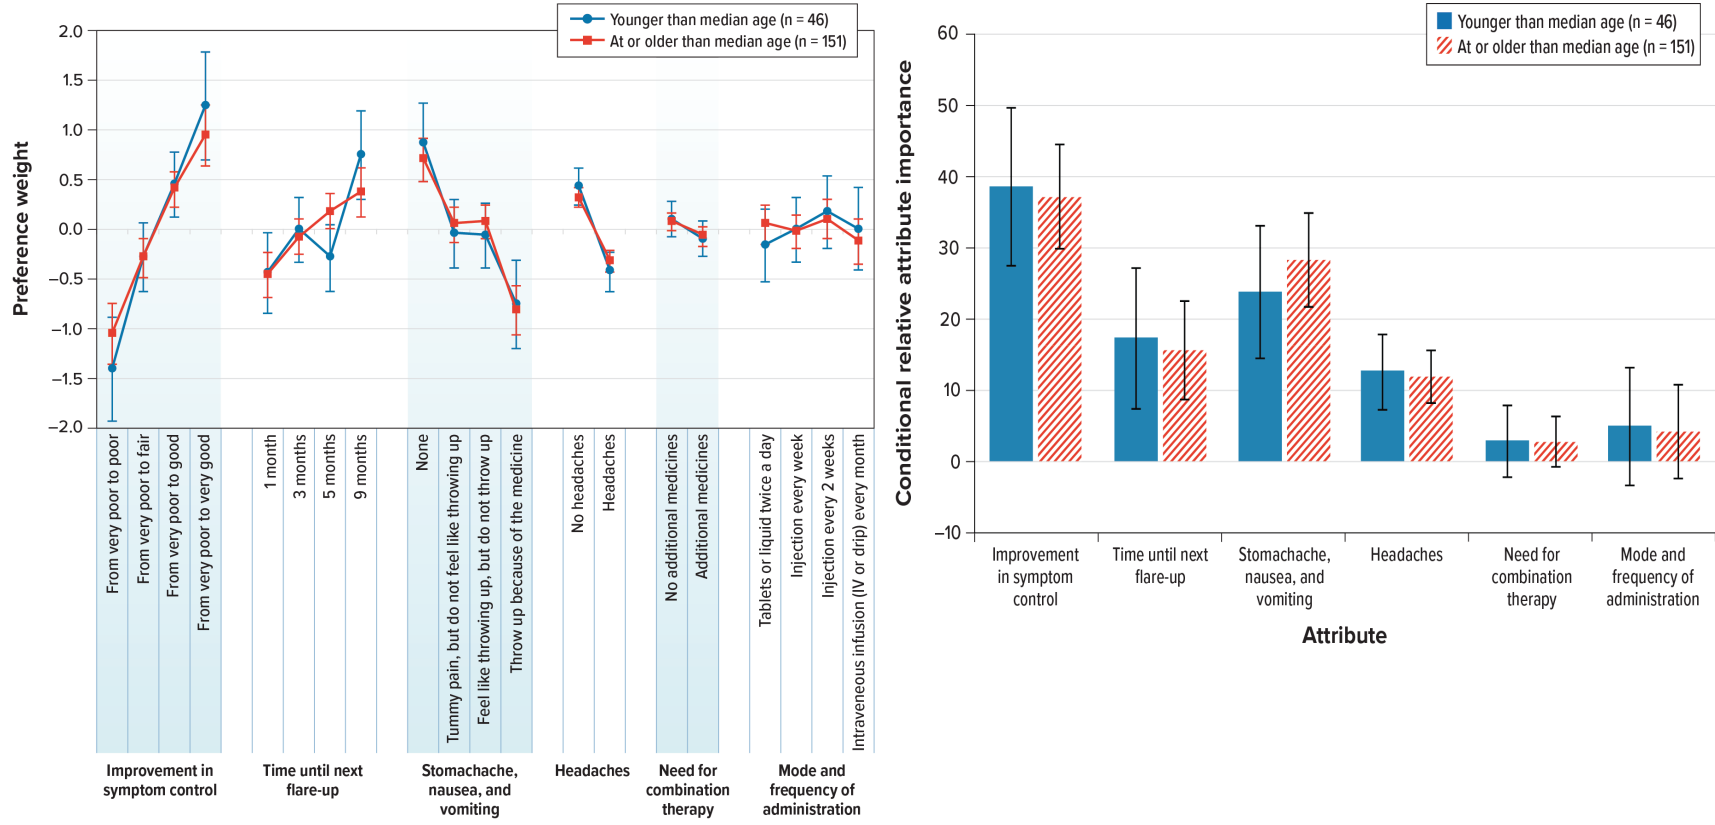 Younger than median age (n = 46)
At or older than median age (n = 151)
Preference weight
2.0
1.5
1.0
0.5
0.0
–0.5
–1.0
–1.5
–2.0
From very poor to poor
From very poor to fair
From very poor to good
From very poor to very good
1 month
3 months
5 months
9 months
None
Tummy pain, but do not feel like throwing up
Feel like throwing up, but do not throw up
Throw up because of the medicine
No headaches
Headaches
No additional medicines
Additional medicines
Tablets or liquid twice a day
Injection every week
Injection every 2 weeks
Intraveneous infusion (IV or drip) every month
Improvement in
symptom control
Time until next
flare-up
Stomachache,
nausea, and
vomiting
Headaches
Need for
combination
therapy
Mode and
frequency of
administration
Younger than median age (n = 46)
At or older than median age (n = 151)
Conditional relative attribute importance
60
50
40
30
20
10
0
–10
Improvement
in symptom
control
Time until next
flare-up
Stomachache,
nausea, and
vomiting
Headaches
Need for
combination
therapy
Mode and
frequency of
administration
Attribute